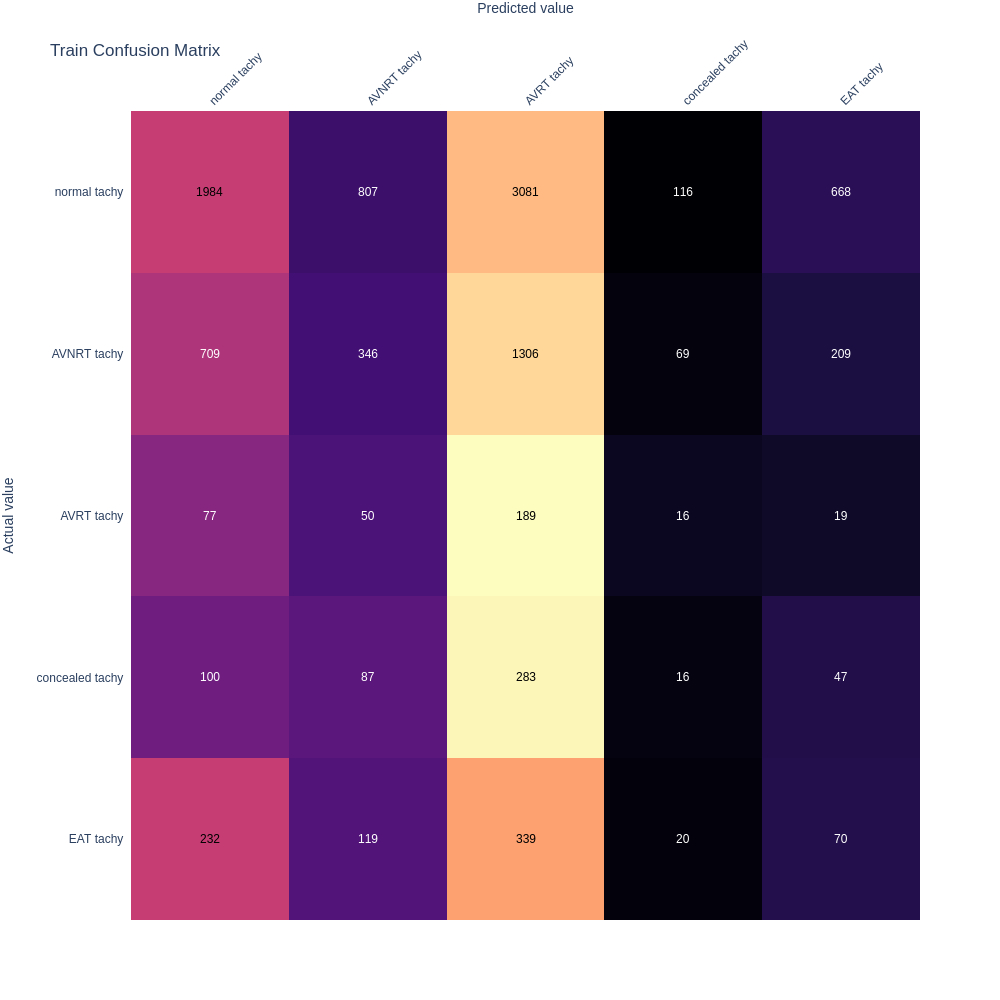 Predicted value
Train Confusion Matrix
normal tachy AVNRT tachy AVRT tachy concealed tachy EAT tachy
normal tachy 1984 807 3081 116 668
AVNRT tachy 709 346 1306 69 209
Actual value
AVRT tachy 77 50 189 16 19
concealed tachy 100 87 283 16 47
EAT tachy 232 119 339 20 70